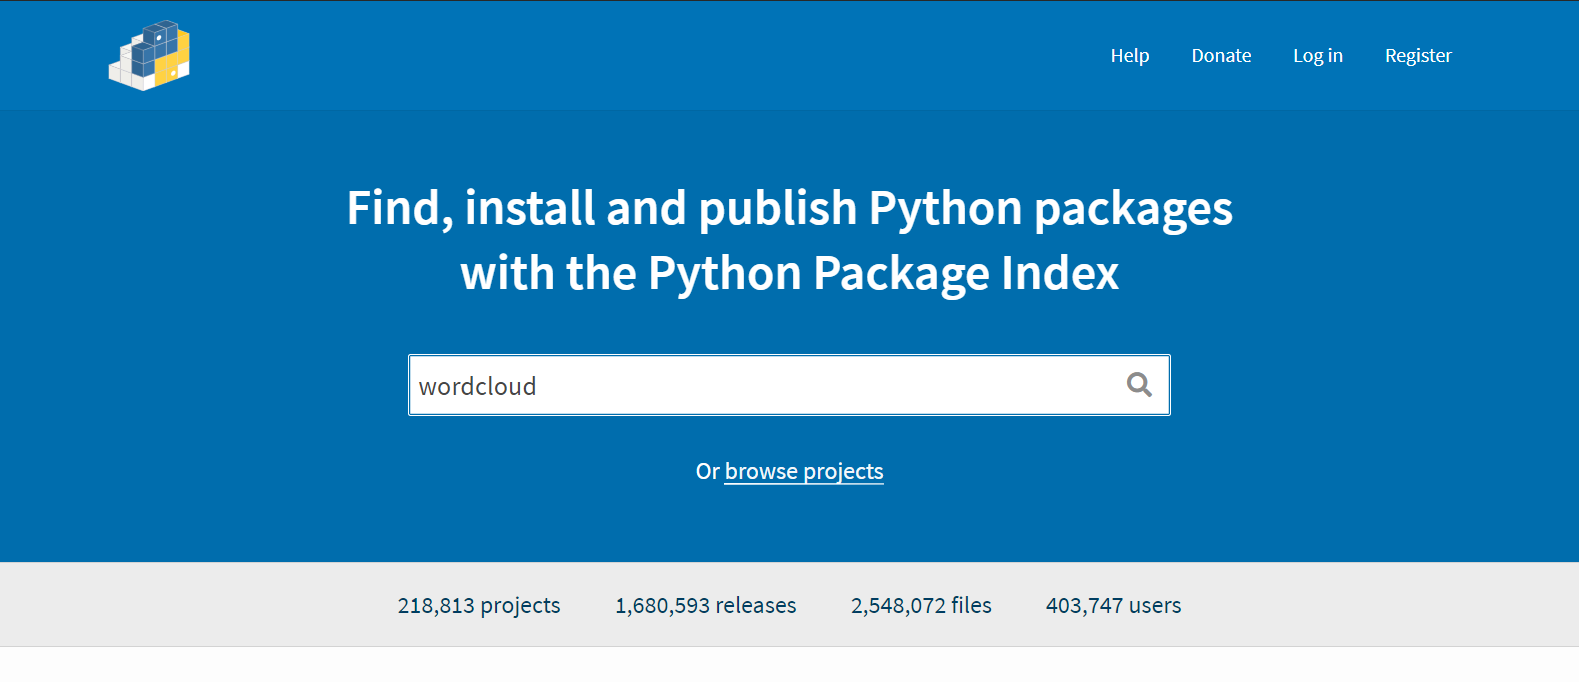 Help Donate Log in Register
Find, install and publish Python packages
with the Python Package Index
wordcloud
Or browse projects
218,813 projects 1,680,593 releases 2,548,072 files 403,747 users